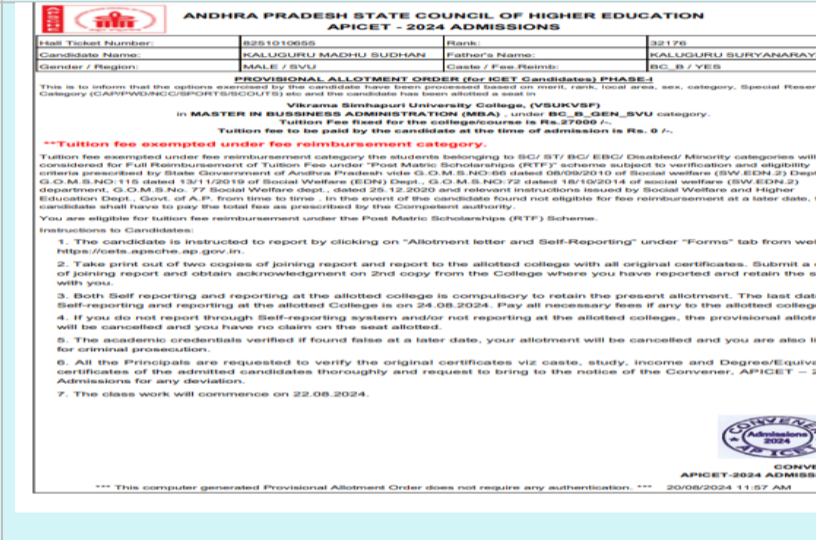 ANDHRA PRADESH STATE COUNCIL OF HIGHER EDUCATION
APICET - 2024 ADMISSIONS
Hall Ticket Number: 8251010655 Rank: 32176
Candidate Name: KALUGURU MADHU SUDHAN Father's Name: KALUGURU SURYANARAY
Gender / Region: MALE / SVU Caste / Fee.Reimb: BC_B / YES
PROVISIONAL ALLOTMENT ORDER (for ICET Candidates) PHASE-I
This is to inform that the options exercised by the candidate have been processed based on merit, rank, local area, sex, category, Special Reser
Category (CAP/PWD/NCC/SPORTS/SCOUTS) etc and the candidate has been allotted a seat in
Vikrama Simhapuri University College, (VSUKVSF)
in MASTER IN BUSSINESS ADMINISTRATION (MBA) , under BC_B_GEN_SVU category.
Tuition Fee fixed for the college/course is Rs.27000 /-.
Tuition fee to be paid by the candidate at the time of admission is Rs. 0 /-.
**Tuition fee exempted under fee reimbursement category.
Tuition fee exempted under fee reimbursement category the students belonging to SC/ ST/ BC/ EBC/ Disabled/ Minority categories will
considered for Full Reimbursement of Tuition Fee under "Post Matric Scholarships (RTF)" scheme subject to verification and eligibility
criteria prescribed by State Government of Andhra Pradesh vide G.O.M.S.NO:66 dated 08/09/2010 of Social welfare (SW.EDN.2) Dept
G.O.M.S.NO:115 dated 13/11/2019 of Social Welfare (EDN) Dept., G.O.M.S.NO:72 dated 18/10/2014 of social welfare (SW.EDN.2)
department, G.O.M.S.No. 77 Social Welfare dept., dated 25.12.2020 and relevant instructions issued by Social Welfare and Higher
Education Dept., Govt. of A.P. from time to time . In the event of the candidate found not eligible for fee reimbursement at a later date, t
candidate shall have to pay the total fee as prescribed by the Competent authority.
You are eligible for tuition fee reimbursement under the Post Matric Scholarships (RTF) Scheme.
Instructions to Candidates:
1. The candidate is instructed to report by clicking on "Allotment letter and Self-Reporting" under "Forms" tab from we
https://cets.apsche.ap.gov.in.
2. Take print out of two copies of joining report and report to the allotted college with all original certificates. Submit a
of joining report and obtain acknowledgment on 2nd copy from the College where you have reported and retain the s
with you.
3. Both Self reporting and reporting at the allotted college is compulsory to retain the present allotment. The last dat
Self-reporting and reporting at the allotted College is on 24.08.2024. Pay all necessary fees if any to the allotted colleg
4. If you do not report through Self-reporting system and/or not reporting at the allotted college, the provisional allotr
will be cancelled and you have no claim on the seat allotted.
5. The academic credentials verified if found false at a later date, your allotment will be cancelled and you are also li
for criminal prosecution.
6. All the Principals are requested to verify the original certificates viz caste, study, income and Degree/Equiva
certificates of the admitted candidates thoroughly and request to bring to the notice of the Convener, APICET – 2
Admissions for any deviation.
7. The class work will commence on 22.08.2024.
CONVENE
Admissions
2024
AP ICET
CONVE
APICET-2024 ADMISS
*** This computer generated Provisional Allotment Order does not require any authentication. *** 20/08/2024 11:57 AM